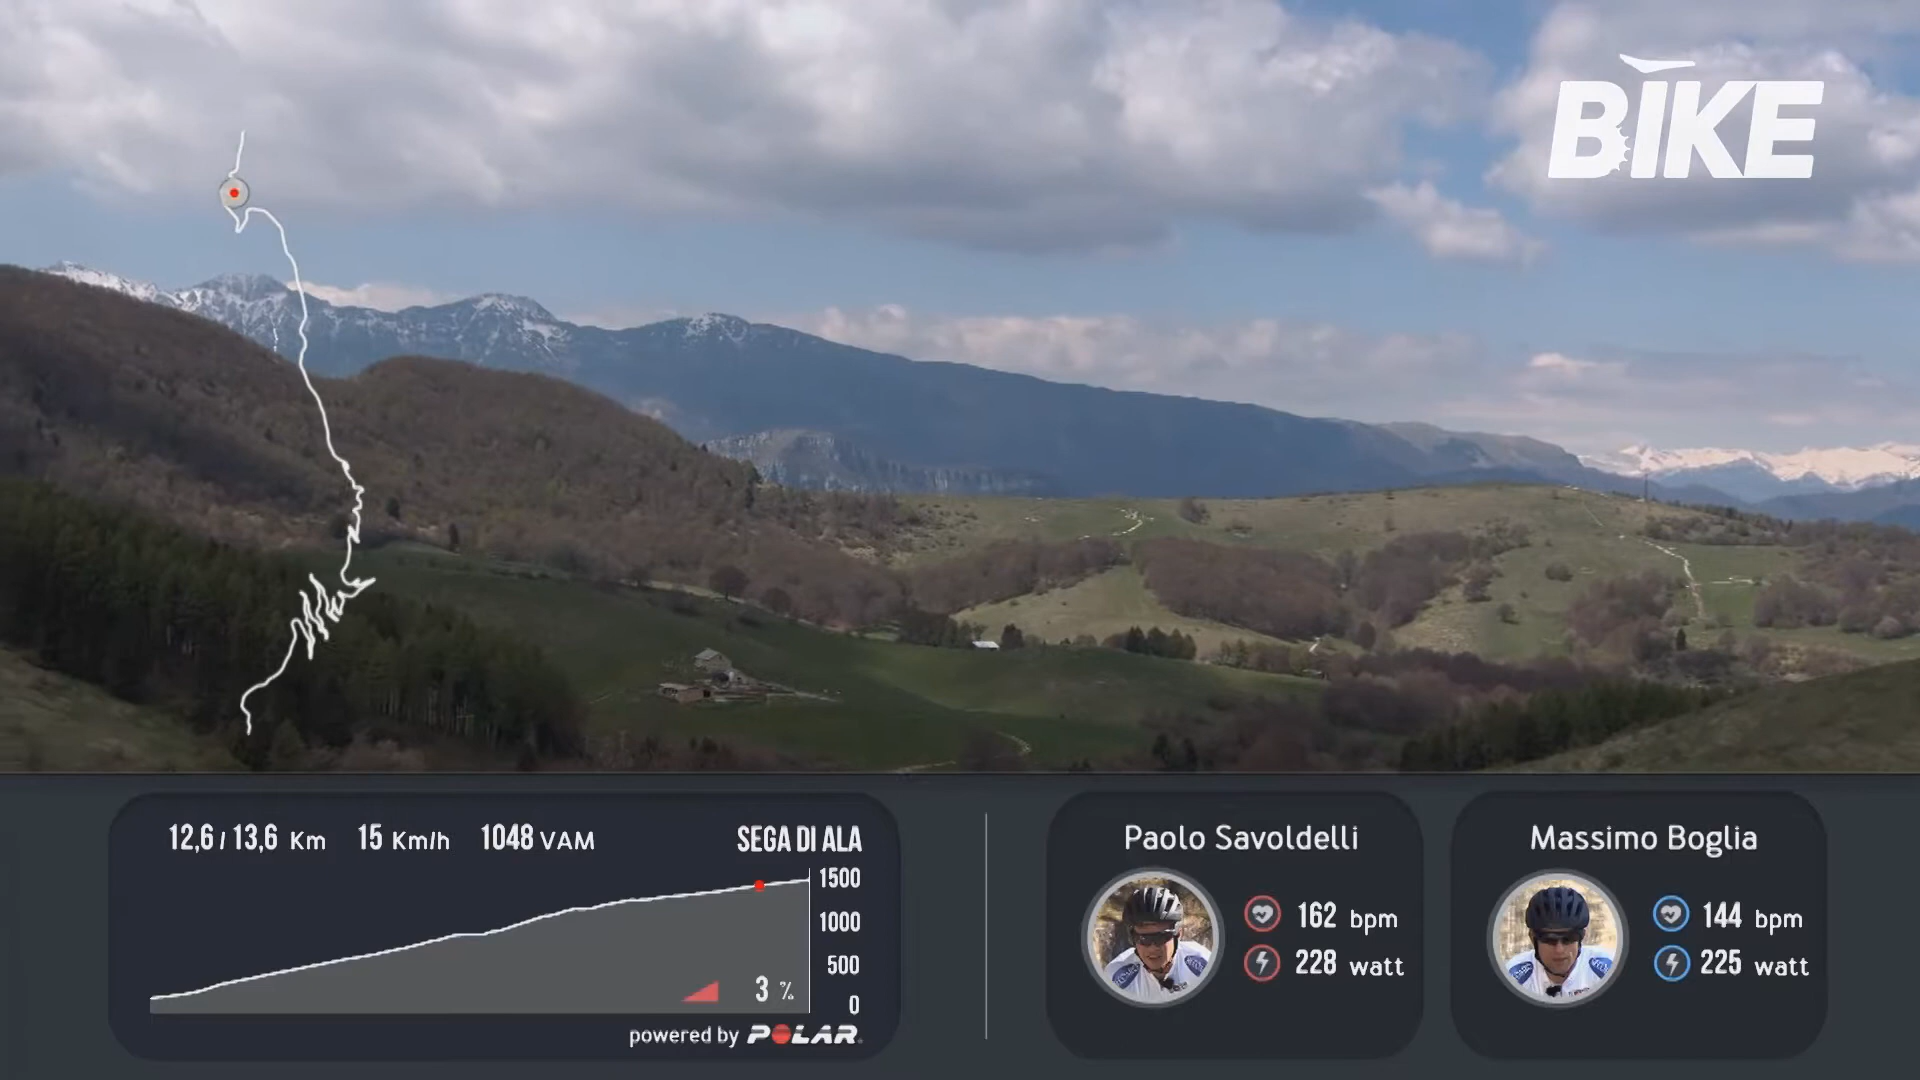 BIKE
12,6 / 13,6 Km 15 Km/h 1048 VAM
SEGA DI ALA
1500
1000
500
0
3 %
powered by POLAR
Paolo Savoldelli
162 bpm
228 watt
Massimo Boglia
144 bpm
225 watt